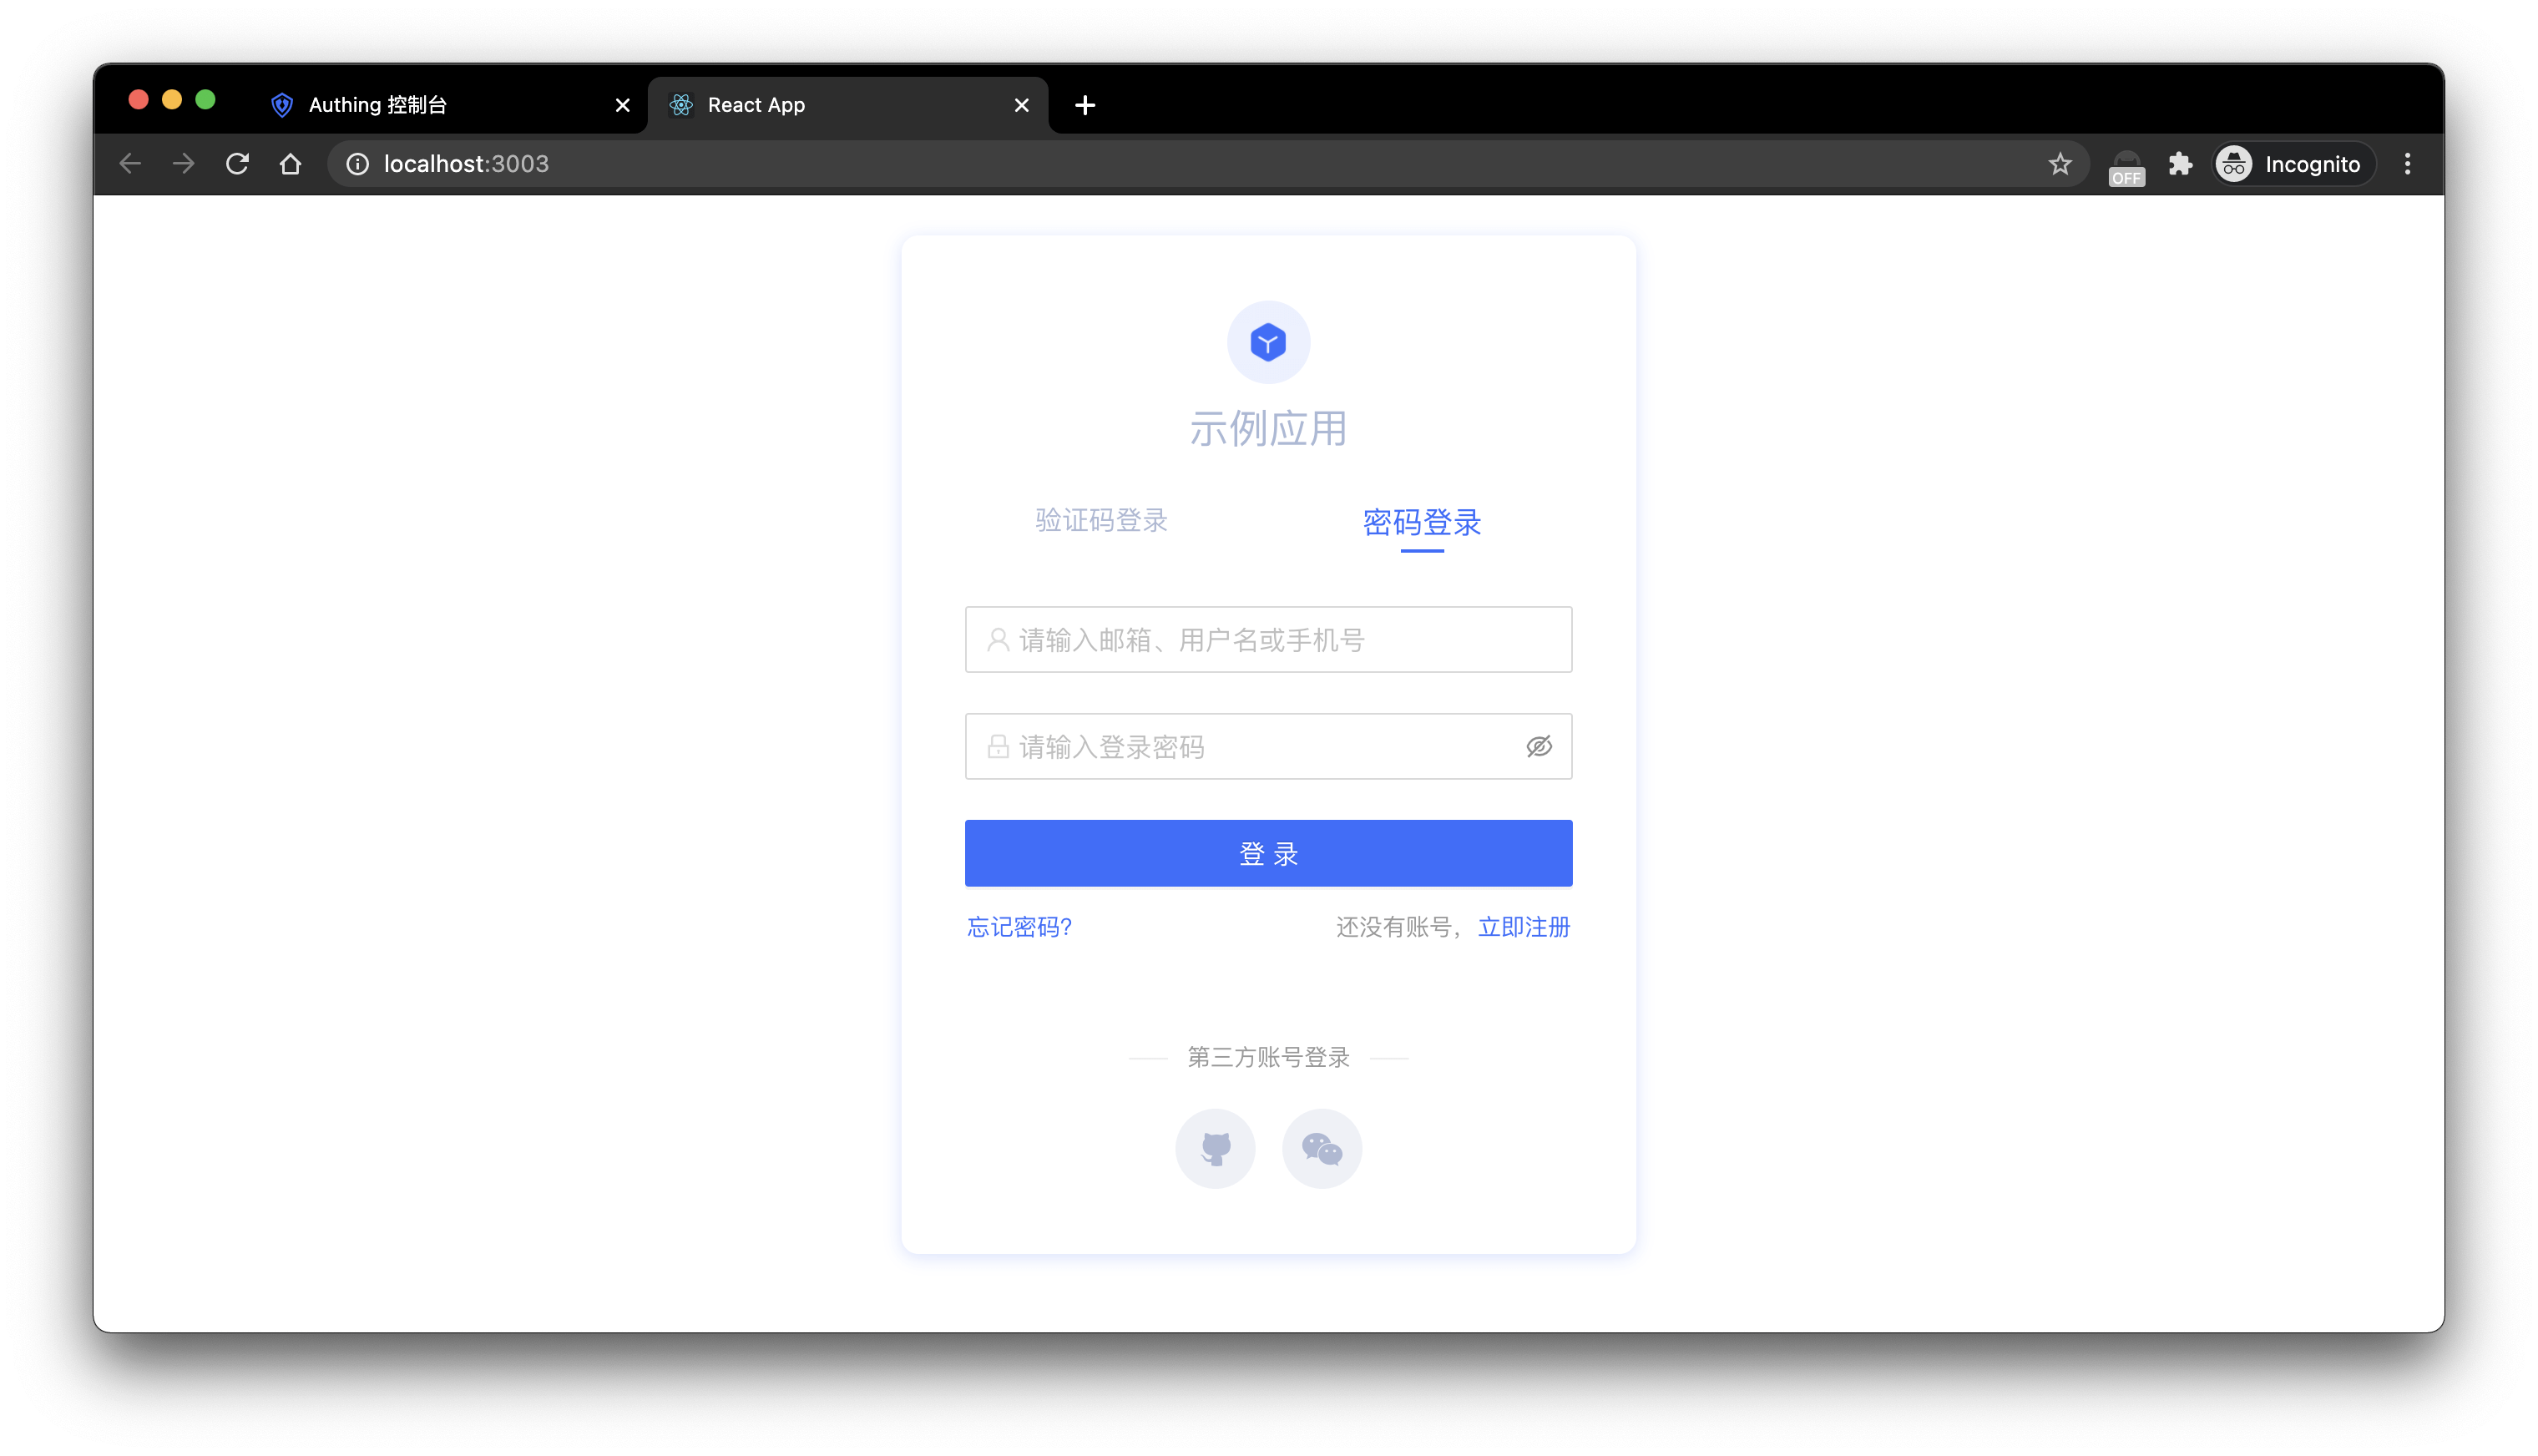 Authing 控制台
React App
localhost:3003
OFF
Incognito
示例应用
验证码登录
密码登录
请输入邮箱、用户名或手机号
请输入登录密码
登 录
忘记密码?
还没有账号，立即注册
第三方账号登录